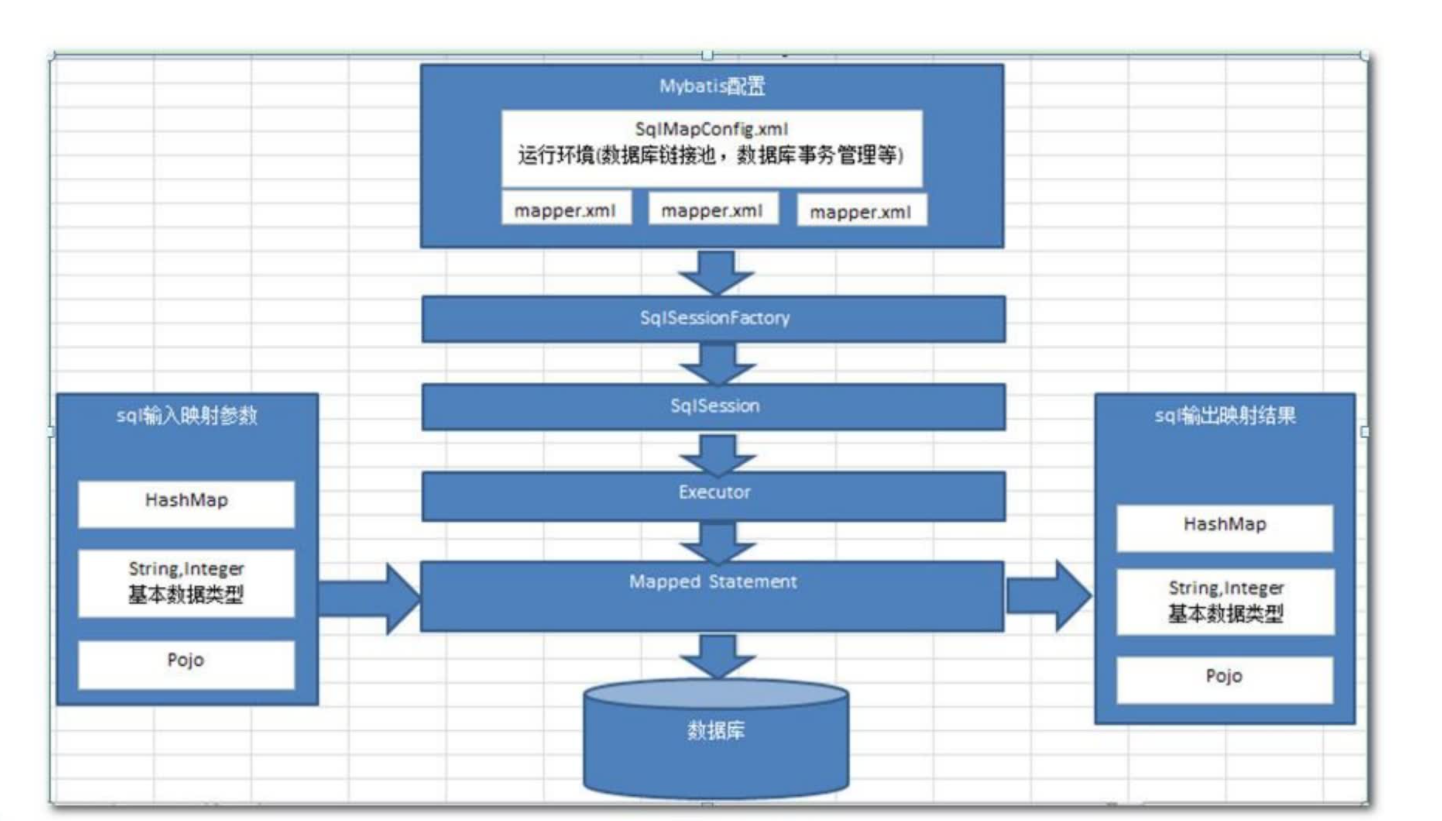 Mybatis配置
SqlMapConfig.xml
运行环境(数据库链接池，数据库事务管理等)
mapper.xml
mapper.xml
mapper.xml
SqlSessionFactory
SqlSession
Executor
Mapped Statement
数据库
sql输入映射参数
HashMap
String,Integer
基本数据类型
Pojo
sql输出映射结果
HashMap
String,Integer
基本数据类型
Pojo